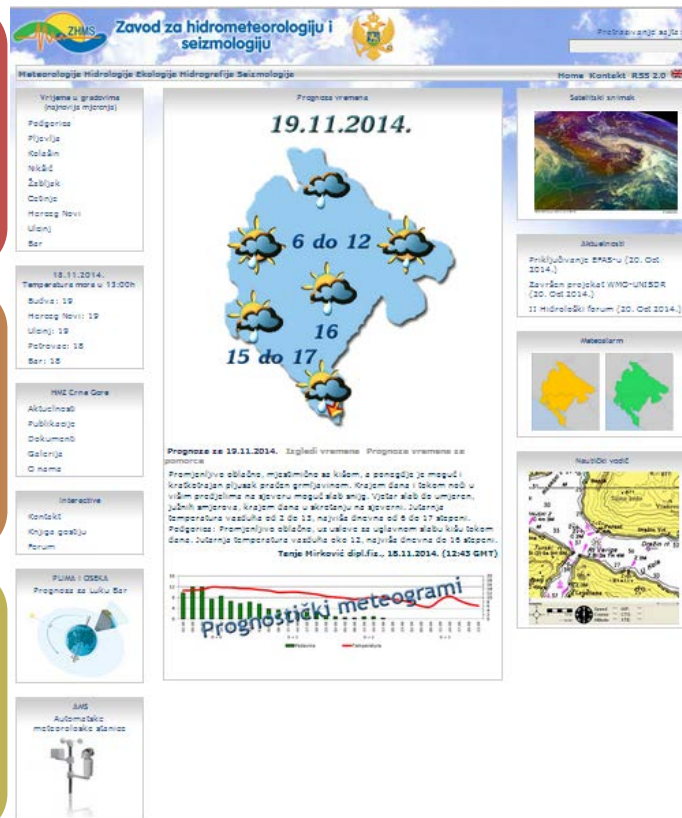 ZHMS
Zavod za hidrometeorologiju i
seizmologiju
Pretraživanje sajta:
Meteorologija Hidrologija Ekologija Hidrografija Seizmologija
Home Kontakt RSS 2.0
Vrijeme u gradovima
(najnovija mjerenja)
Podgorica
Pljevlja
Kolašin
Nikšić
Žabljak
Cetinje
Herceg Novi
Ulcinj
Bar
18.11.2014.
Temperatura mora u 13:00h
Budva: 19
Herceg Novi: 19
Ulcinj: 19
Petrovac: 18
Bar: 18
HMZ Crne Gore
Aktuelnosti
Publikacije
Dokumenti
Galerija
O nama
Interactive
Kontakt
Knjiga gostiju
Forum
PLIMA I OSEKA
Prognoza za Luku Bar
AMS
Automatske
meteorološke stanice
Prognoza vremena
19.11.2014.
6 do 12
16
15 do 17
Prognoza za 19.11.2014. Izgledi vremena Prognoza vremena za
pomorce
Promjenljivo oblačno, mjestimično sa kišom, a ponegdje je moguć i
kratkotrajan pljusak praćen grmljavinom. Krajem dana i tokom noći u
višim predjelima na sjeveru moguć slab snijeg. Vjetar slab do umjeren,
južnih smjerova, krajem dana u skretanju na sjeverni. Jutarnja
temperatura vazduha od 2 do 13, najviša dnevna od 6 do 17 stepeni.
Podgorica: Promjenljivo oblačno, uz uslove za uglavnom slabu kišu tokom
dana. Jutarnja temperatura vazduha oko 12, najviša dnevna do 16 stepeni.
Tanja Mirković dipl.fiz., 18.11.2014. (12:43 GMT)
Prognostički meteogrami
Padavine Temperatura
Satelitski snimak
Aktuelnosti
Priključivanje EFAS-u (20. Oct
2014.)
Završen projekat WMO-UNISDR
(20. Oct 2014.)
II Hidrološki forum (20. Oct 2014.)
Meteoalarm
Nautički vodič